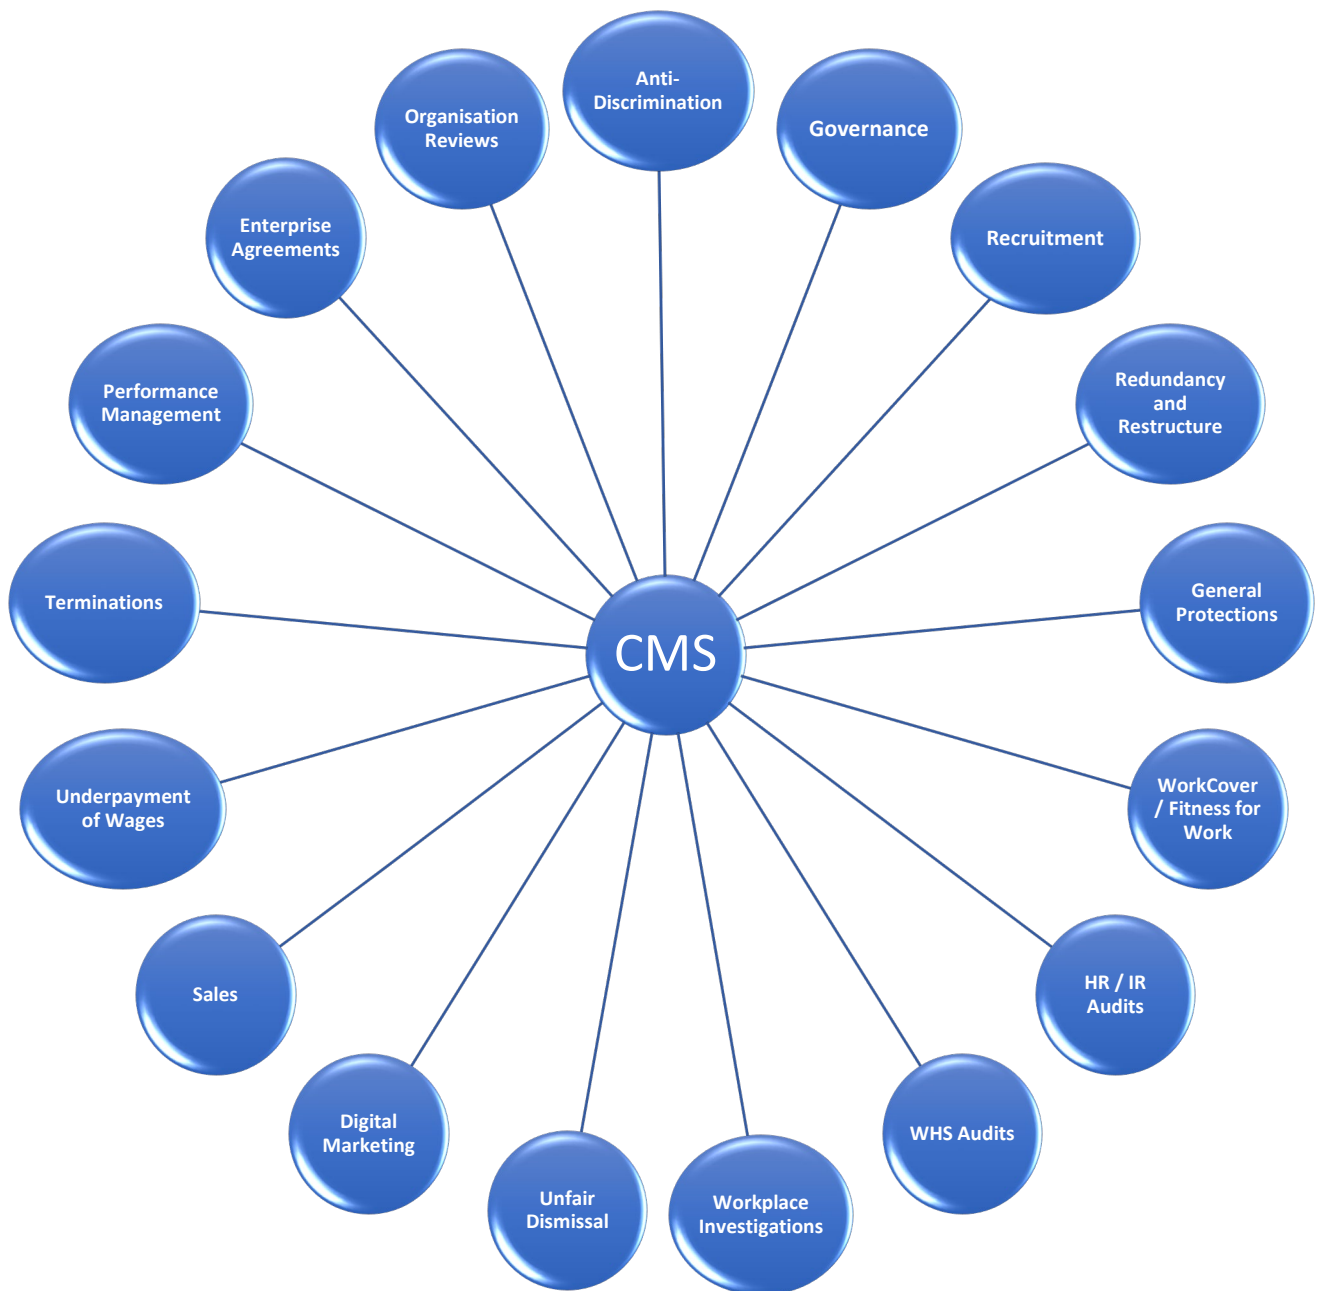 Anti-
Discrimination
Governance
Recruitment
Redundancy
and
Restructure
General
Protections
WorkCover
/ Fitness for
Work
HR / IR
Audits
WHS Audits
Workplace
Investigations
Unfair
Dismissal
Digital
Marketing
Sales
Underpayment
of Wages
Terminations
Performance
Management
Enterprise
Agreements
Organisation
Reviews
CMS